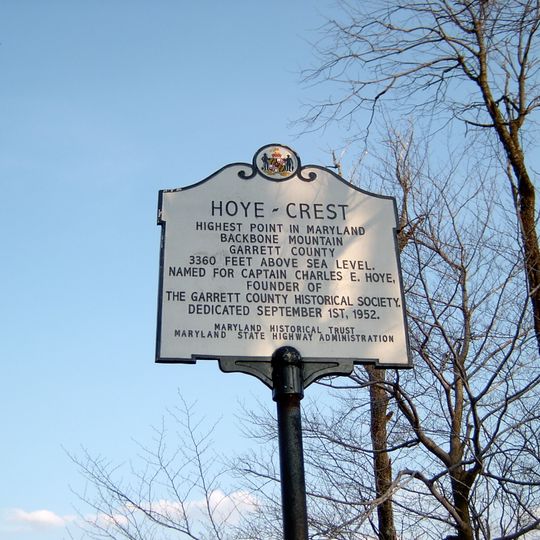 HOYE - CREST
HIGHEST POINT IN MARYLAND
BACKBONE MOUNTAIN
GARRETT COUNTY
3360 FEET ABOVE SEA LEVEL.
NAMED FOR CAPTAIN CHARLES E. HOYE,
FOUNDER OF
THE GARRETT COUNTY HISTORICAL SOCIETY.
DEDICATED SEPTEMBER 1ST, 1952.
MARYLAND HISTORICAL TRUST
MARYLAND STATE HIGHWAY ADMINISTRATION